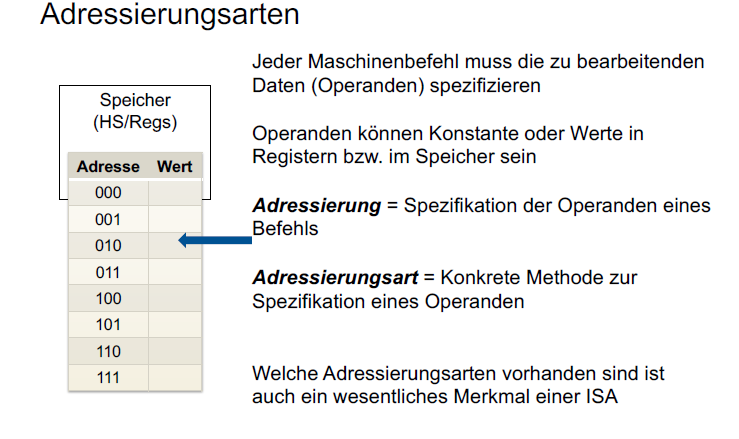 Adressierungsarten
Speicher
(HS/Regs)
Adresse Wert
000
001
010
011
100
101
110
111
Jeder Maschinenbefehl muss die zu bearbeitenden
Daten (Operanden) spezifizieren
Operanden können Konstante oder Werte in
Registern bzw. im Speicher sein
Adressierung = Spezifikation der Operanden eines
Befehls
Adressierungsart = Konkrete Methode zur
Spezifikation eines Operanden
Welche Adressierungsarten vorhanden sind ist
auch ein wesentliches Merkmal einer ISA